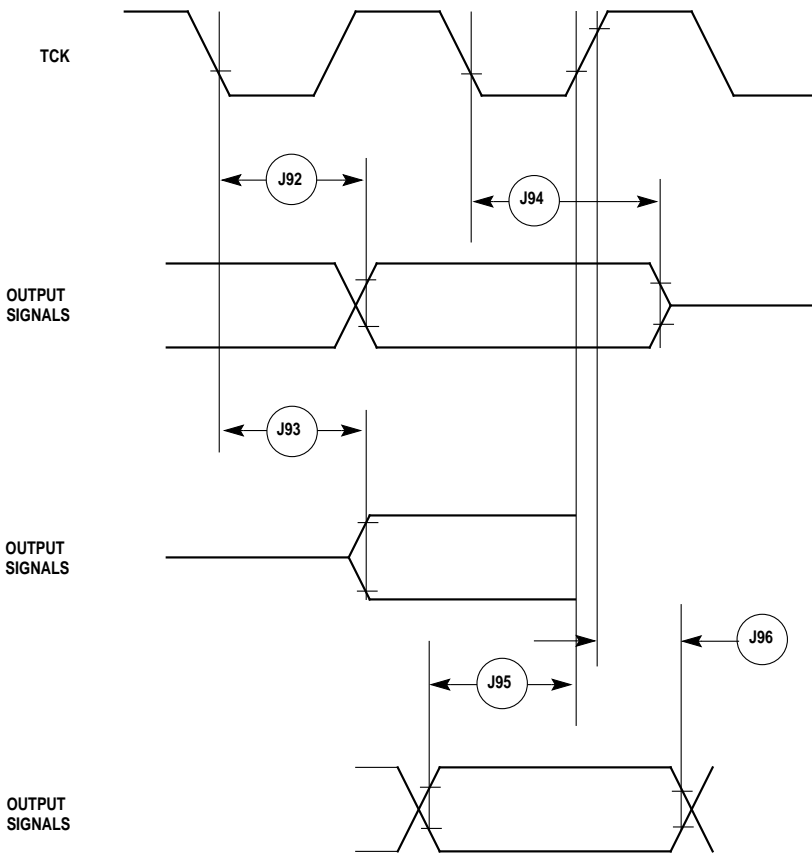 TCK
J92
J94
OUTPUT
SIGNALS
J93
OUTPUT
SIGNALS
J96
J95
OUTPUT
SIGNALS